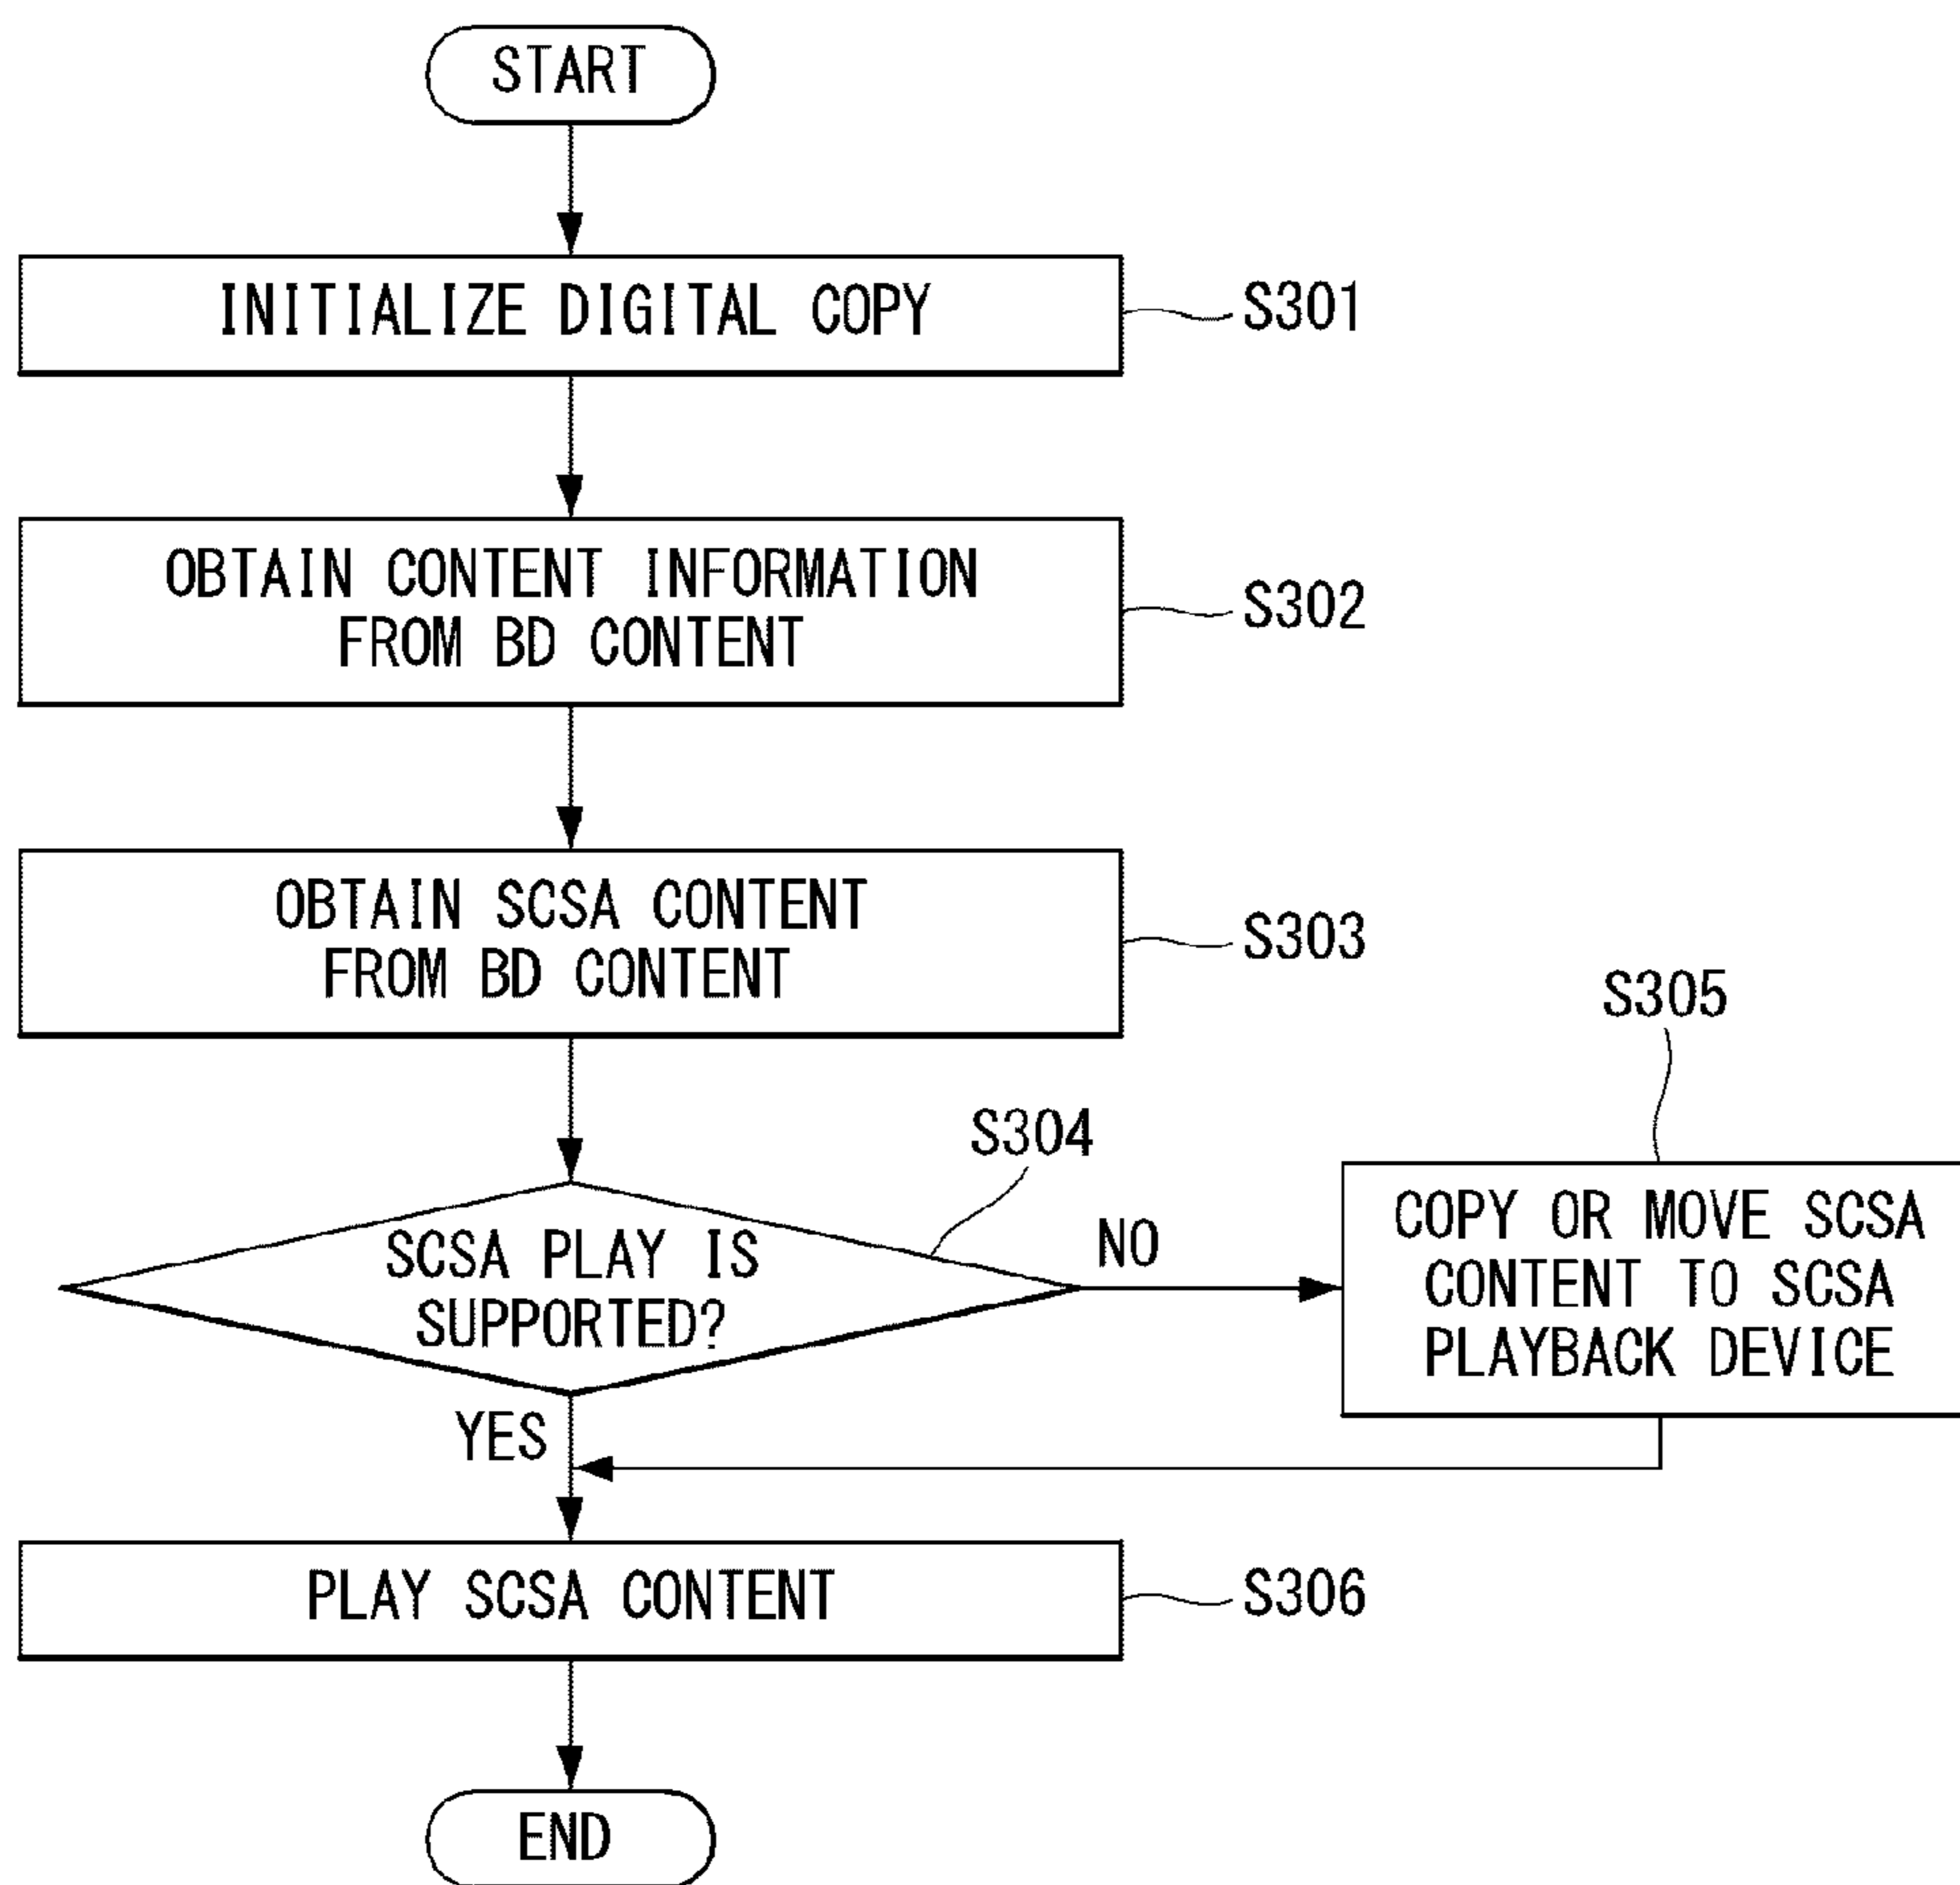 START
INITIALIZE DIGITAL COPY
S301
OBTAIN CONTENT INFORMATION
FROM BD CONTENT
S302
OBTAIN SCSA CONTENT
FROM BD CONTENT
S303
S304
SCSA PLAY IS
SUPPORTED?
NO
S305
COPY OR MOVE SCSA
CONTENT TO SCSA
PLAYBACK DEVICE
YES
PLAY SCSA CONTENT
S306
END